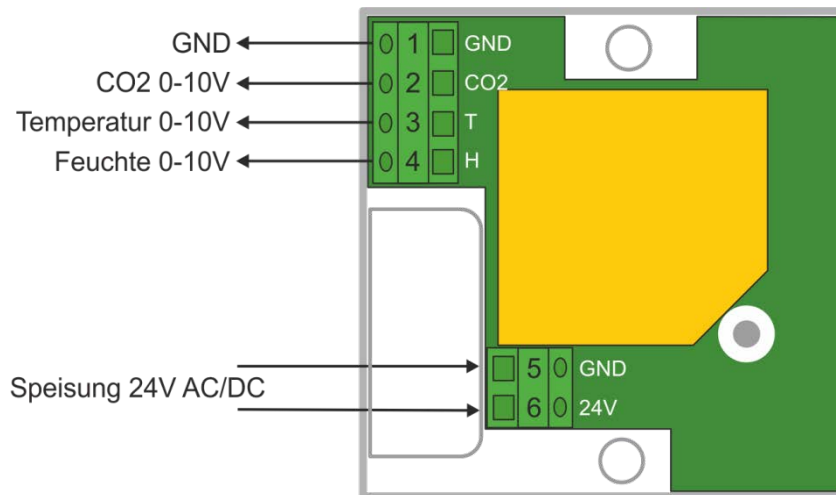 GND 1 GND
CO2 0-10V 2 CO2
Temperatur 0-10V 3 T
Feuchte 0-10V 4 H
5 GND
Speisung 24V AC/DC
6 24V